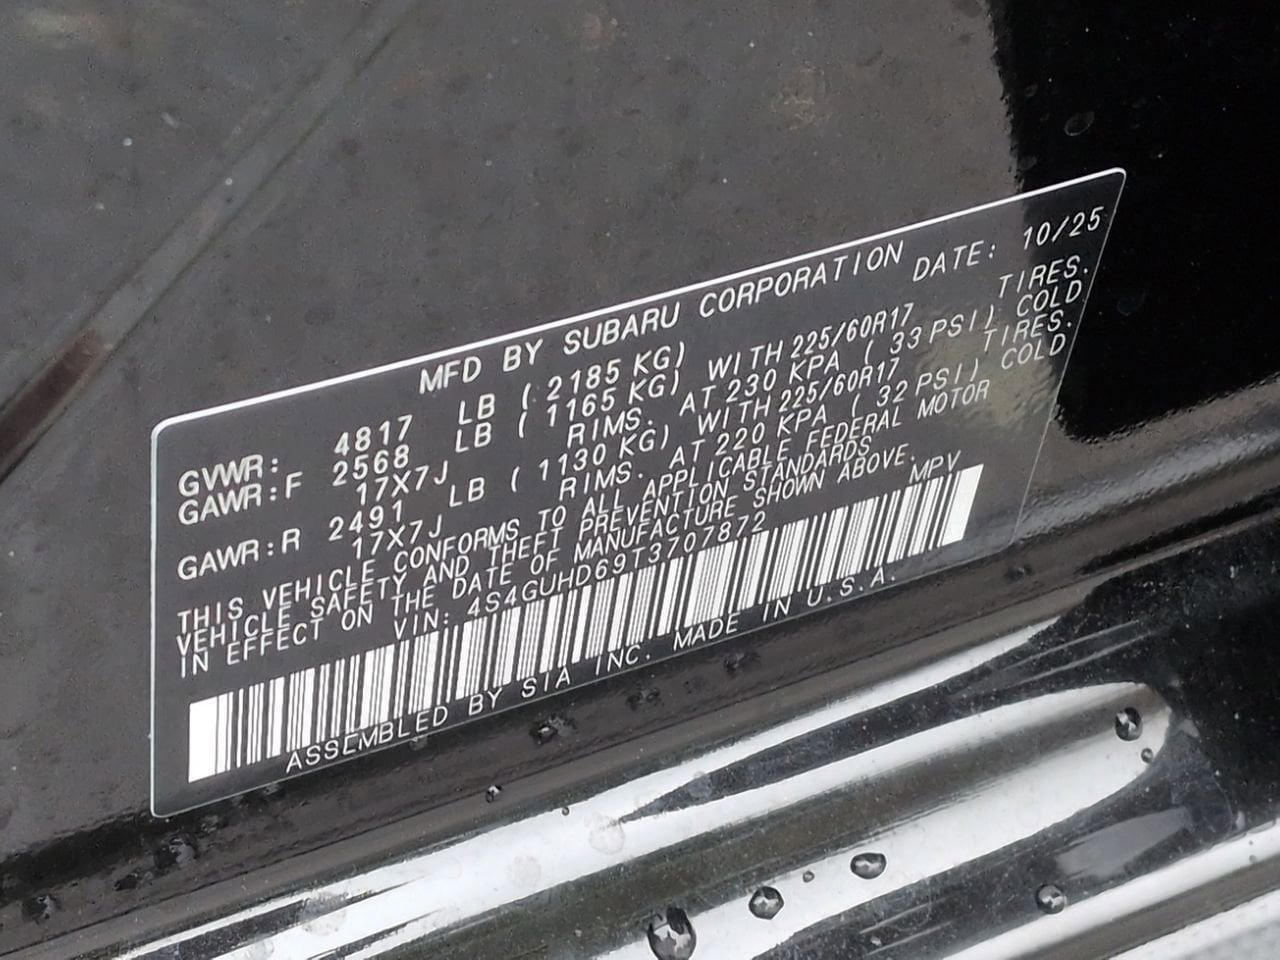 MFD BY SUBARU CORPORATION
DATE: 10/25
GVWR: 4817 LB ( 2185 KG)
GAWR:F 2568 LB ( 1165 KG) WITH 225/60R17 TIRES.
17X7J RIMS. AT 230 KPA ( 33 PSI) COLD
GAWR:R 2491 LB ( 1130 KG) WITH 225/60R17 TIRES.
17X7J RIMS. AT 220 KPA ( 32 PSI) COLD
THIS VEHICLE CONFORMS TO ALL APPLICABLE FEDERAL MOTOR
VEHICLE SAFETY AND THEFT PREVENTION STANDARDS
IN EFFECT ON THE DATE OF MANUFACTURE SHOWN ABOVE.
VIN: 4S4GUHD69T3707872 MPV
ASSEMBLED BY SIA INC. MADE IN U.S.A.